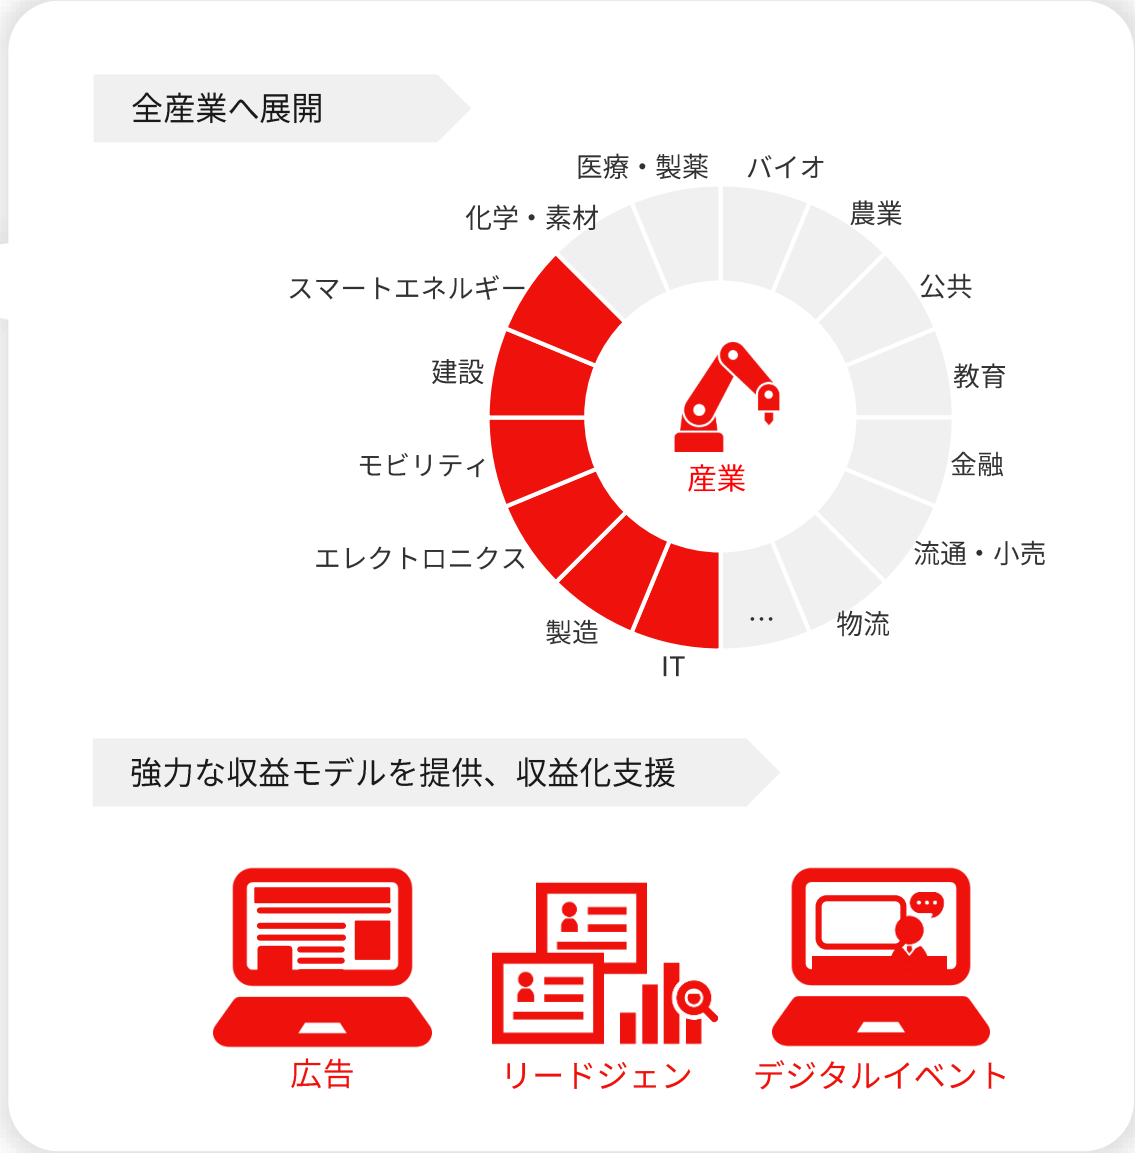 全産業へ展開
医療・製薬
バイオ
化学・素材
農業
スマートエネルギー
公共
建設
教育
モビリティ
金融
産業
エレクトロニクス
流通・小売
製造
…
物流
IT
強力な収益モデルを提供、収益化支援
広告
リードジェン
デジタルイベント